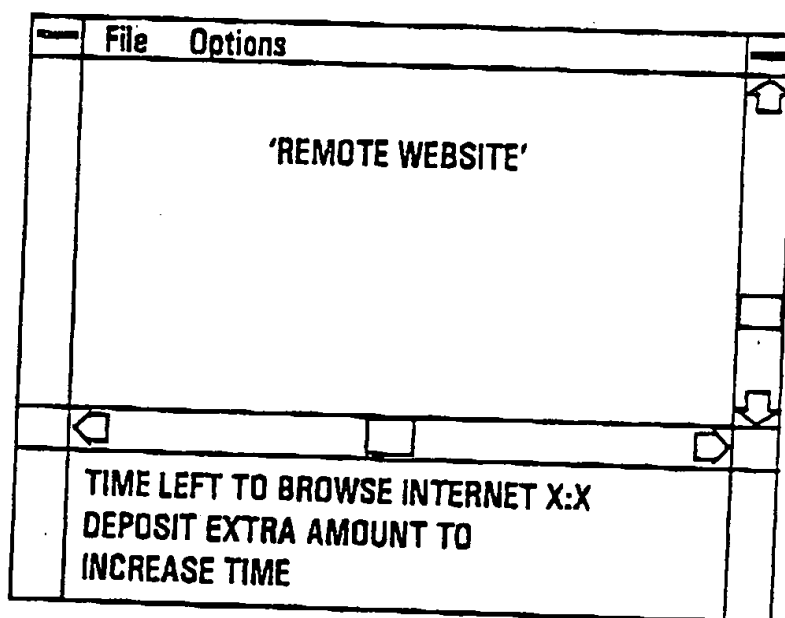 File Options
'REMOTE WEBSITE'
TIME LEFT TO BROWSE INTERNET X:X
DEPOSIT EXTRA AMOUNT TO
INCREASE TIME